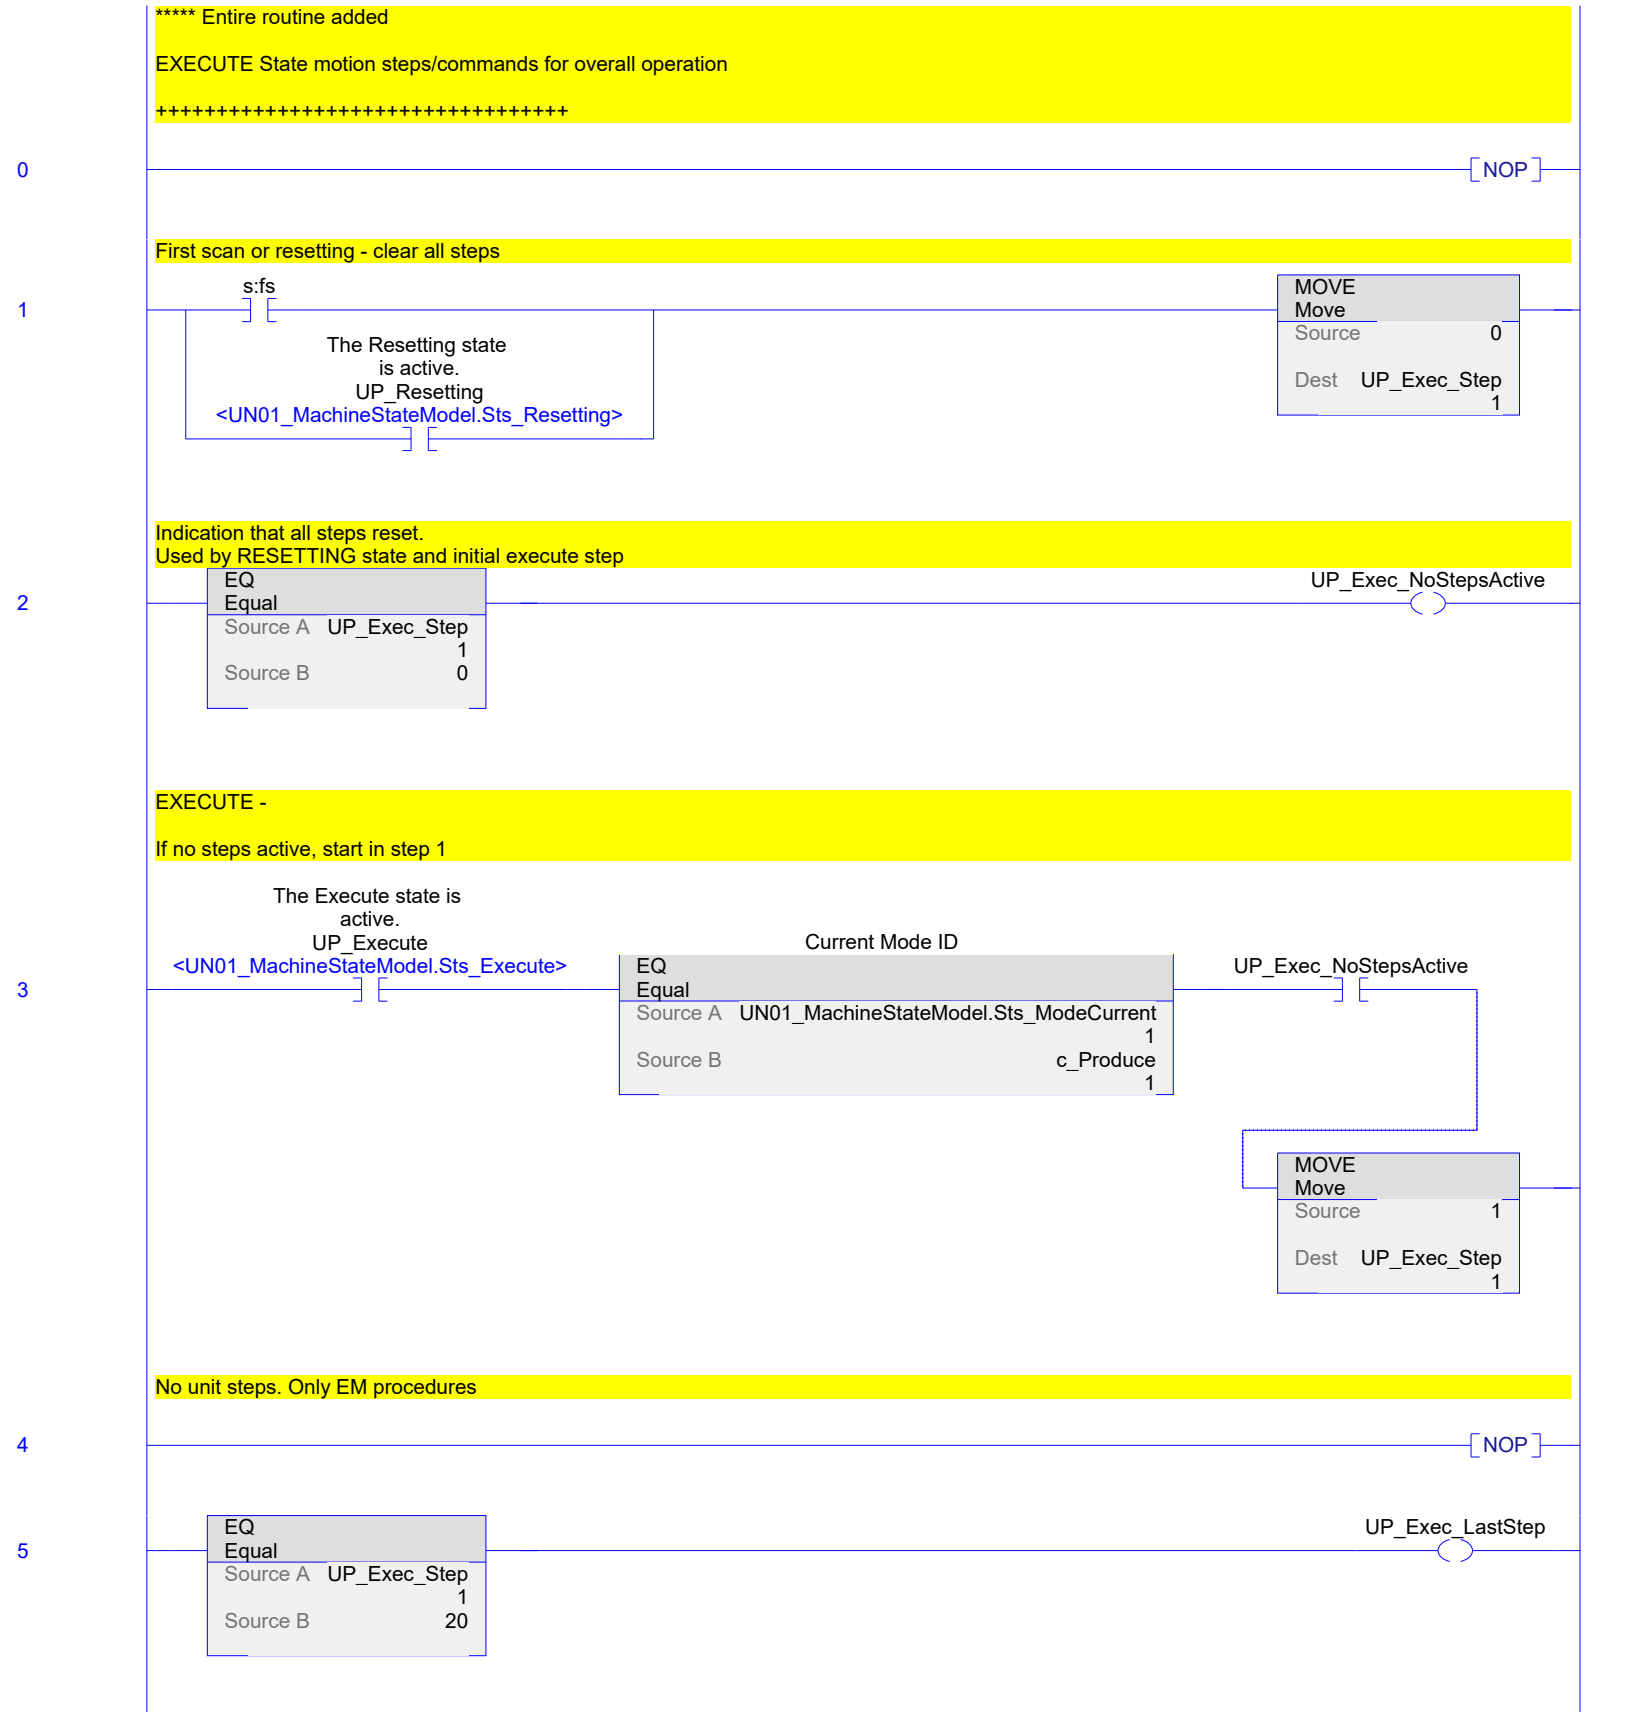 ***** Entire routine added
EXECUTE State motion steps/commands for overall operation
++++++++++++++++++++++++++++++++++
0
NOP
First scan or resetting - clear all steps
s:fs
1
MOVE
Move
Source 0
Dest UP_Exec_Step
1
The Resetting state
is active.
UP_Resetting
<UN01_MachineStateModel.Sts_Resetting>
Indication that all steps reset.
Used by RESETTING state and initial execute step
2
EQ
Equal
Source A UP_Exec_Step
1
Source B 0
UP_Exec_NoStepsActive
EXECUTE -
If no steps active, start in step 1
3
The Execute state is
active.
UP_Execute
<UN01_MachineStateModel.Sts_Execute>
Current Mode ID
EQ
Equal
Source A UN01_MachineStateModel.Sts_ModeCurrent
1
Source B c_Produce
1
UP_Exec_NoStepsActive
MOVE
Move
Source 1
Dest UP_Exec_Step
1
No unit steps. Only EM procedures
4
NOP
5
EQ
Equal
Source A UP_Exec_Step
1
Source B 20
UP_Exec_LastStep